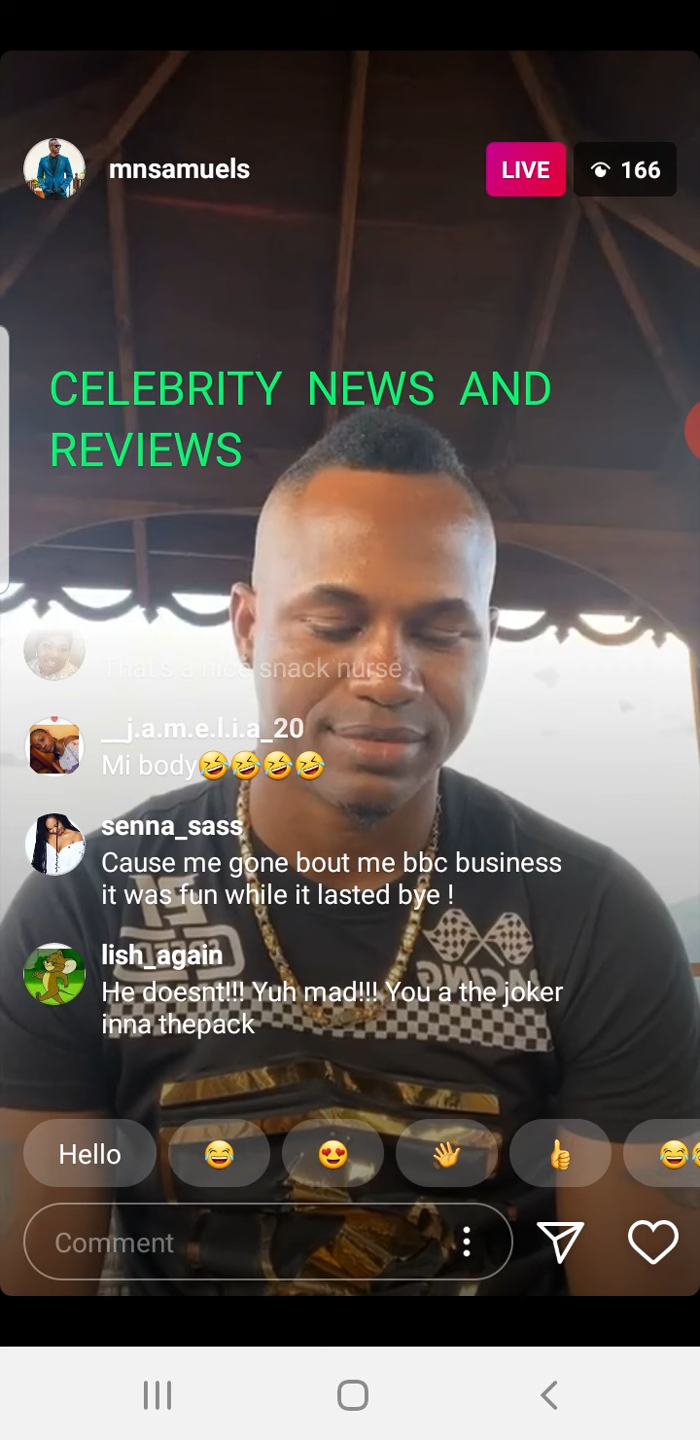 mnsamuels
LIVE
166
CELEBRITY NEWS AND
REVIEWS
That's a nice snack nurse
__j.a.m.e.l.i.a_20
Mi body🤣🤣🤣🤣
senna_sass
Cause me gone bout me bbc business
it was fun while it lasted bye !
lish_again
He doesnt!!! Yuh mad!!! You a the joker
inna thepack
RACING
Hello 😂 😍 👋 👍 😂
Comment